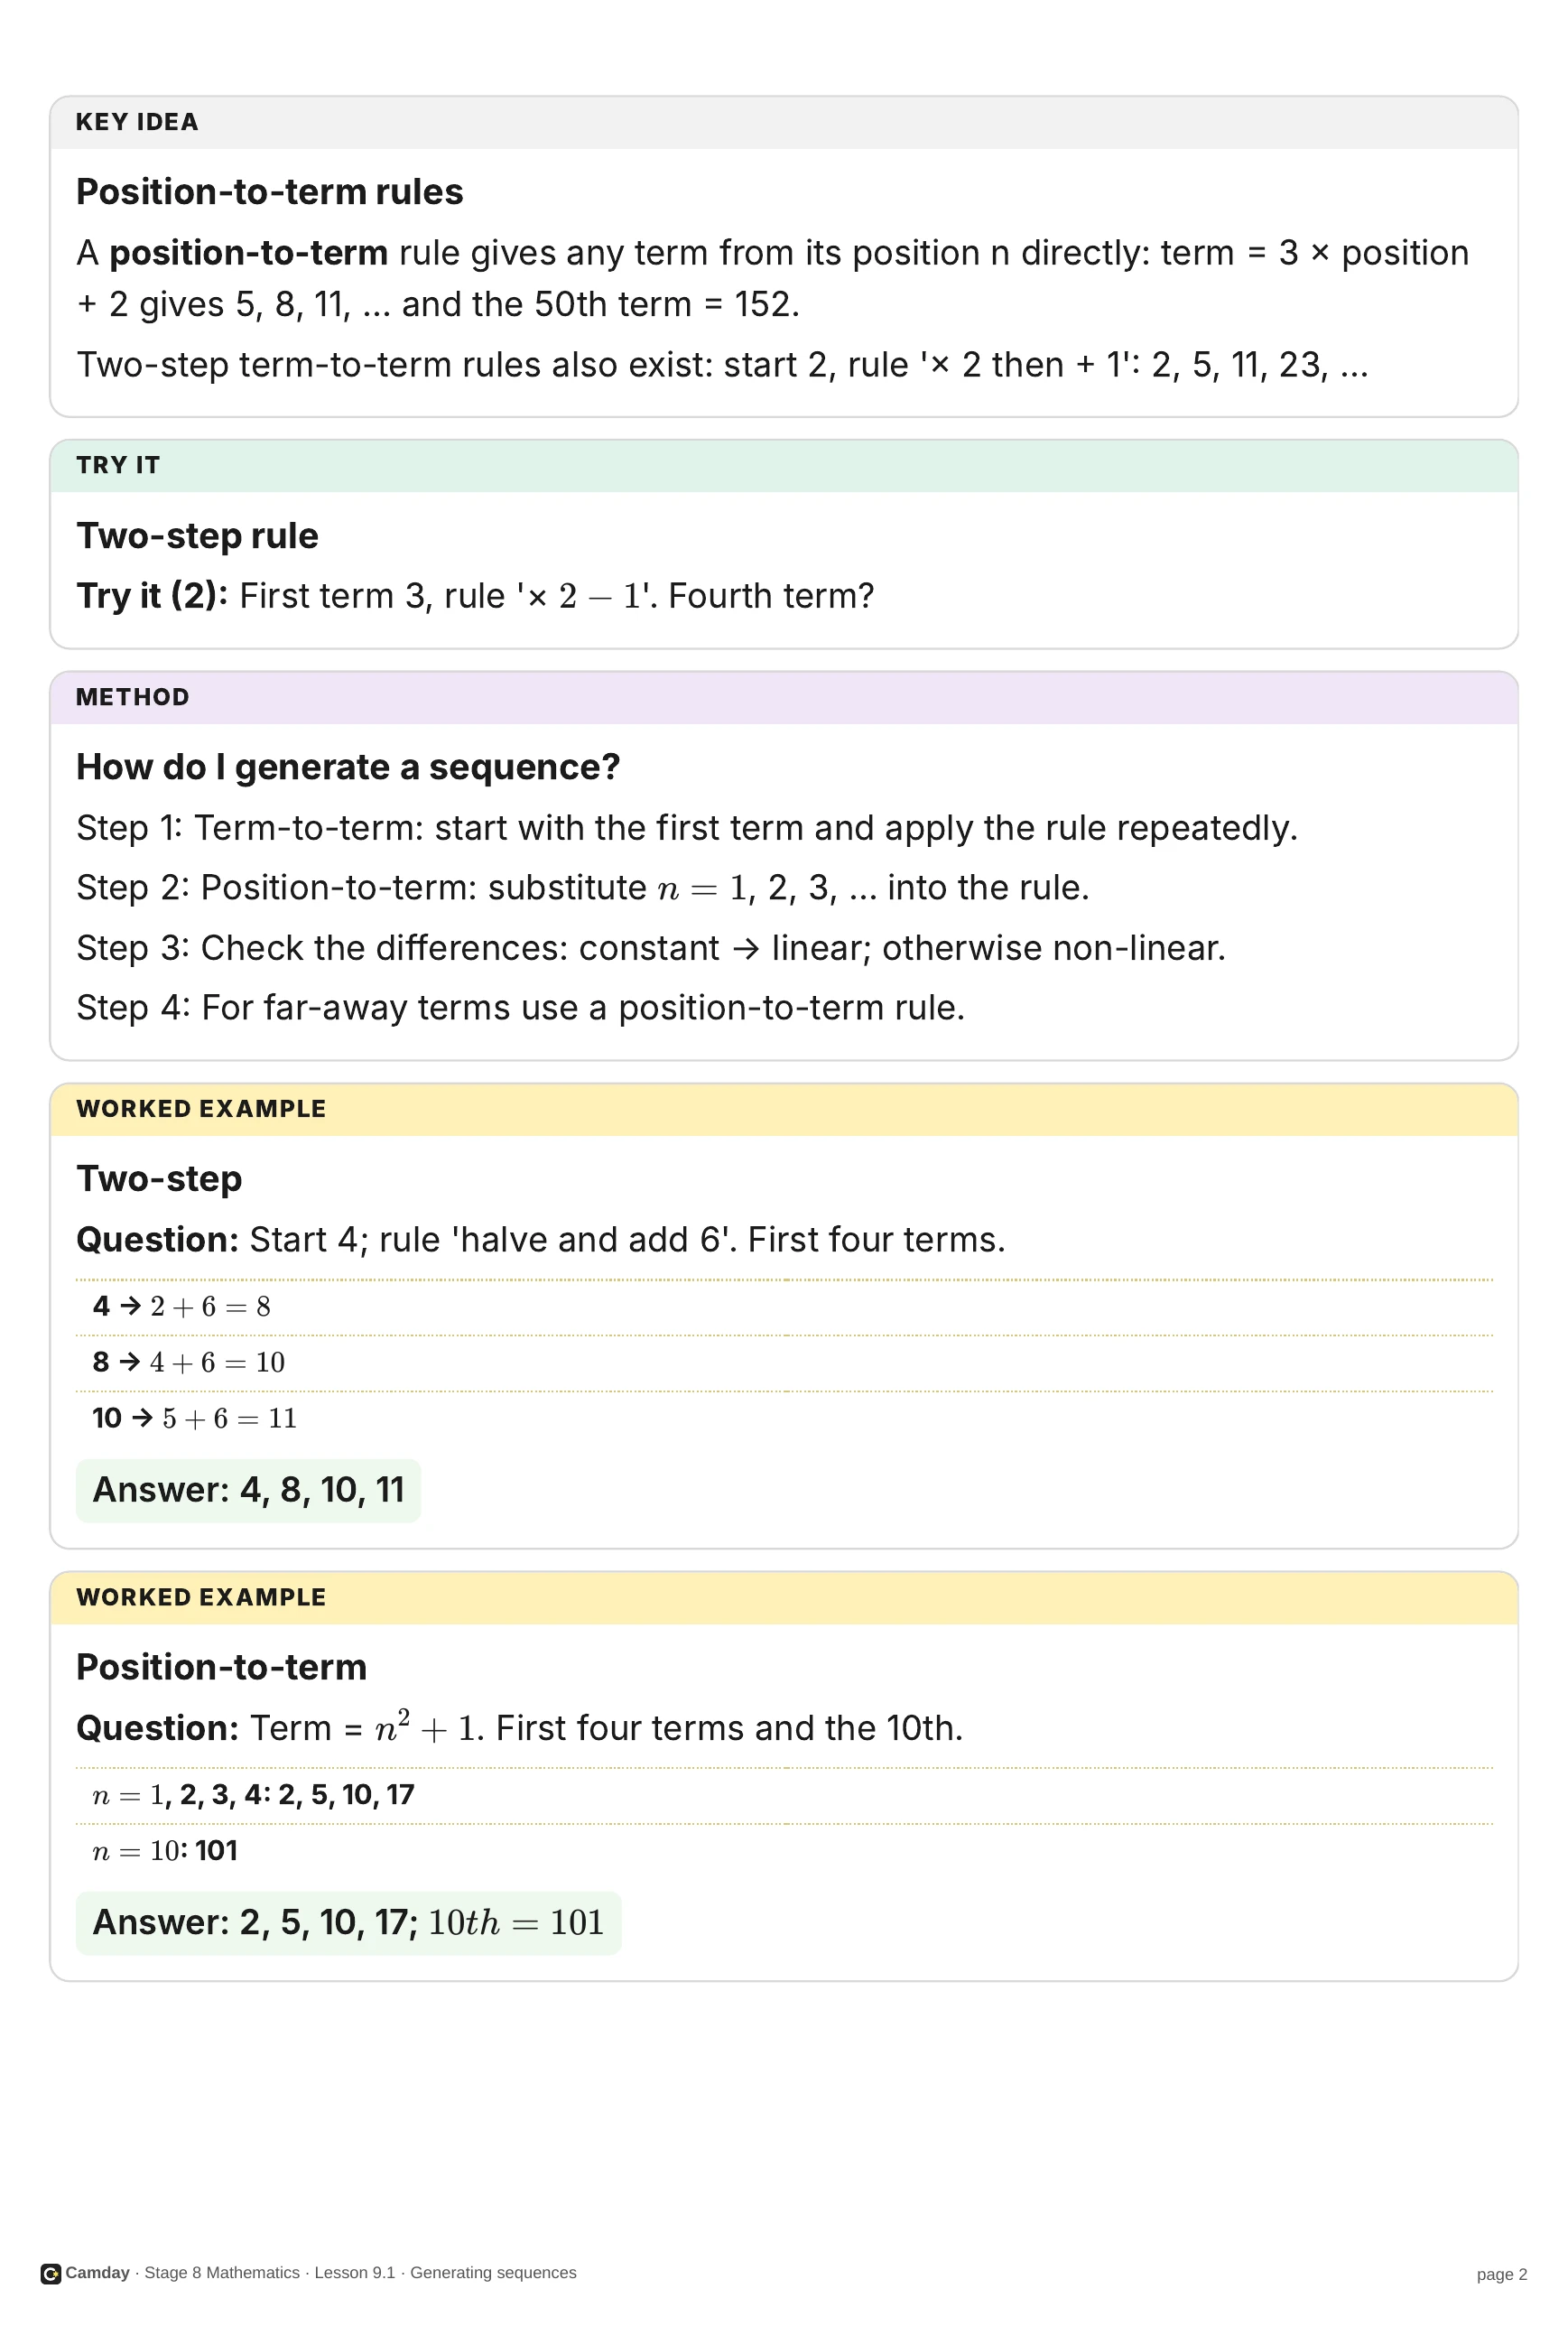 KEY IDEA
Position-to-term rules
A position-to-term rule gives any term from its position n directly: term = 3 × position
+ 2 gives 5, 8, 11, ... and the 50th term = 152.
Two-step term-to-term rules also exist: start 2, rule '× 2 then + 1': 2, 5, 11, 23, ...
TRY IT
Two-step rule
Try it (2): First term 3, rule '× 2 − 1'. Fourth term?
METHOD
How do I generate a sequence?
Step 1: Term-to-term: start with the first term and apply the rule repeatedly.
Step 2: Position-to-term: substitute n = 1, 2, 3, ... into the rule.
Step 3: Check the differences: constant → linear; otherwise non-linear.
Step 4: For far-away terms use a position-to-term rule.
WORKED EXAMPLE
Two-step
Question: Start 4; rule 'halve and add 6'. First four terms.
4 → 2 + 6 = 8
8 → 4 + 6 = 10
10 → 5 + 6 = 11
Answer: 4, 8, 10, 11
WORKED EXAMPLE
Position-to-term
Question: Term = n² + 1. First four terms and the 10th.
n = 1, 2, 3, 4: 2, 5, 10, 17
n = 10: 101
Answer: 2, 5, 10, 17; 10th = 101
Camday · Stage 8 Mathematics · Lesson 9.1 · Generating sequences
page 2